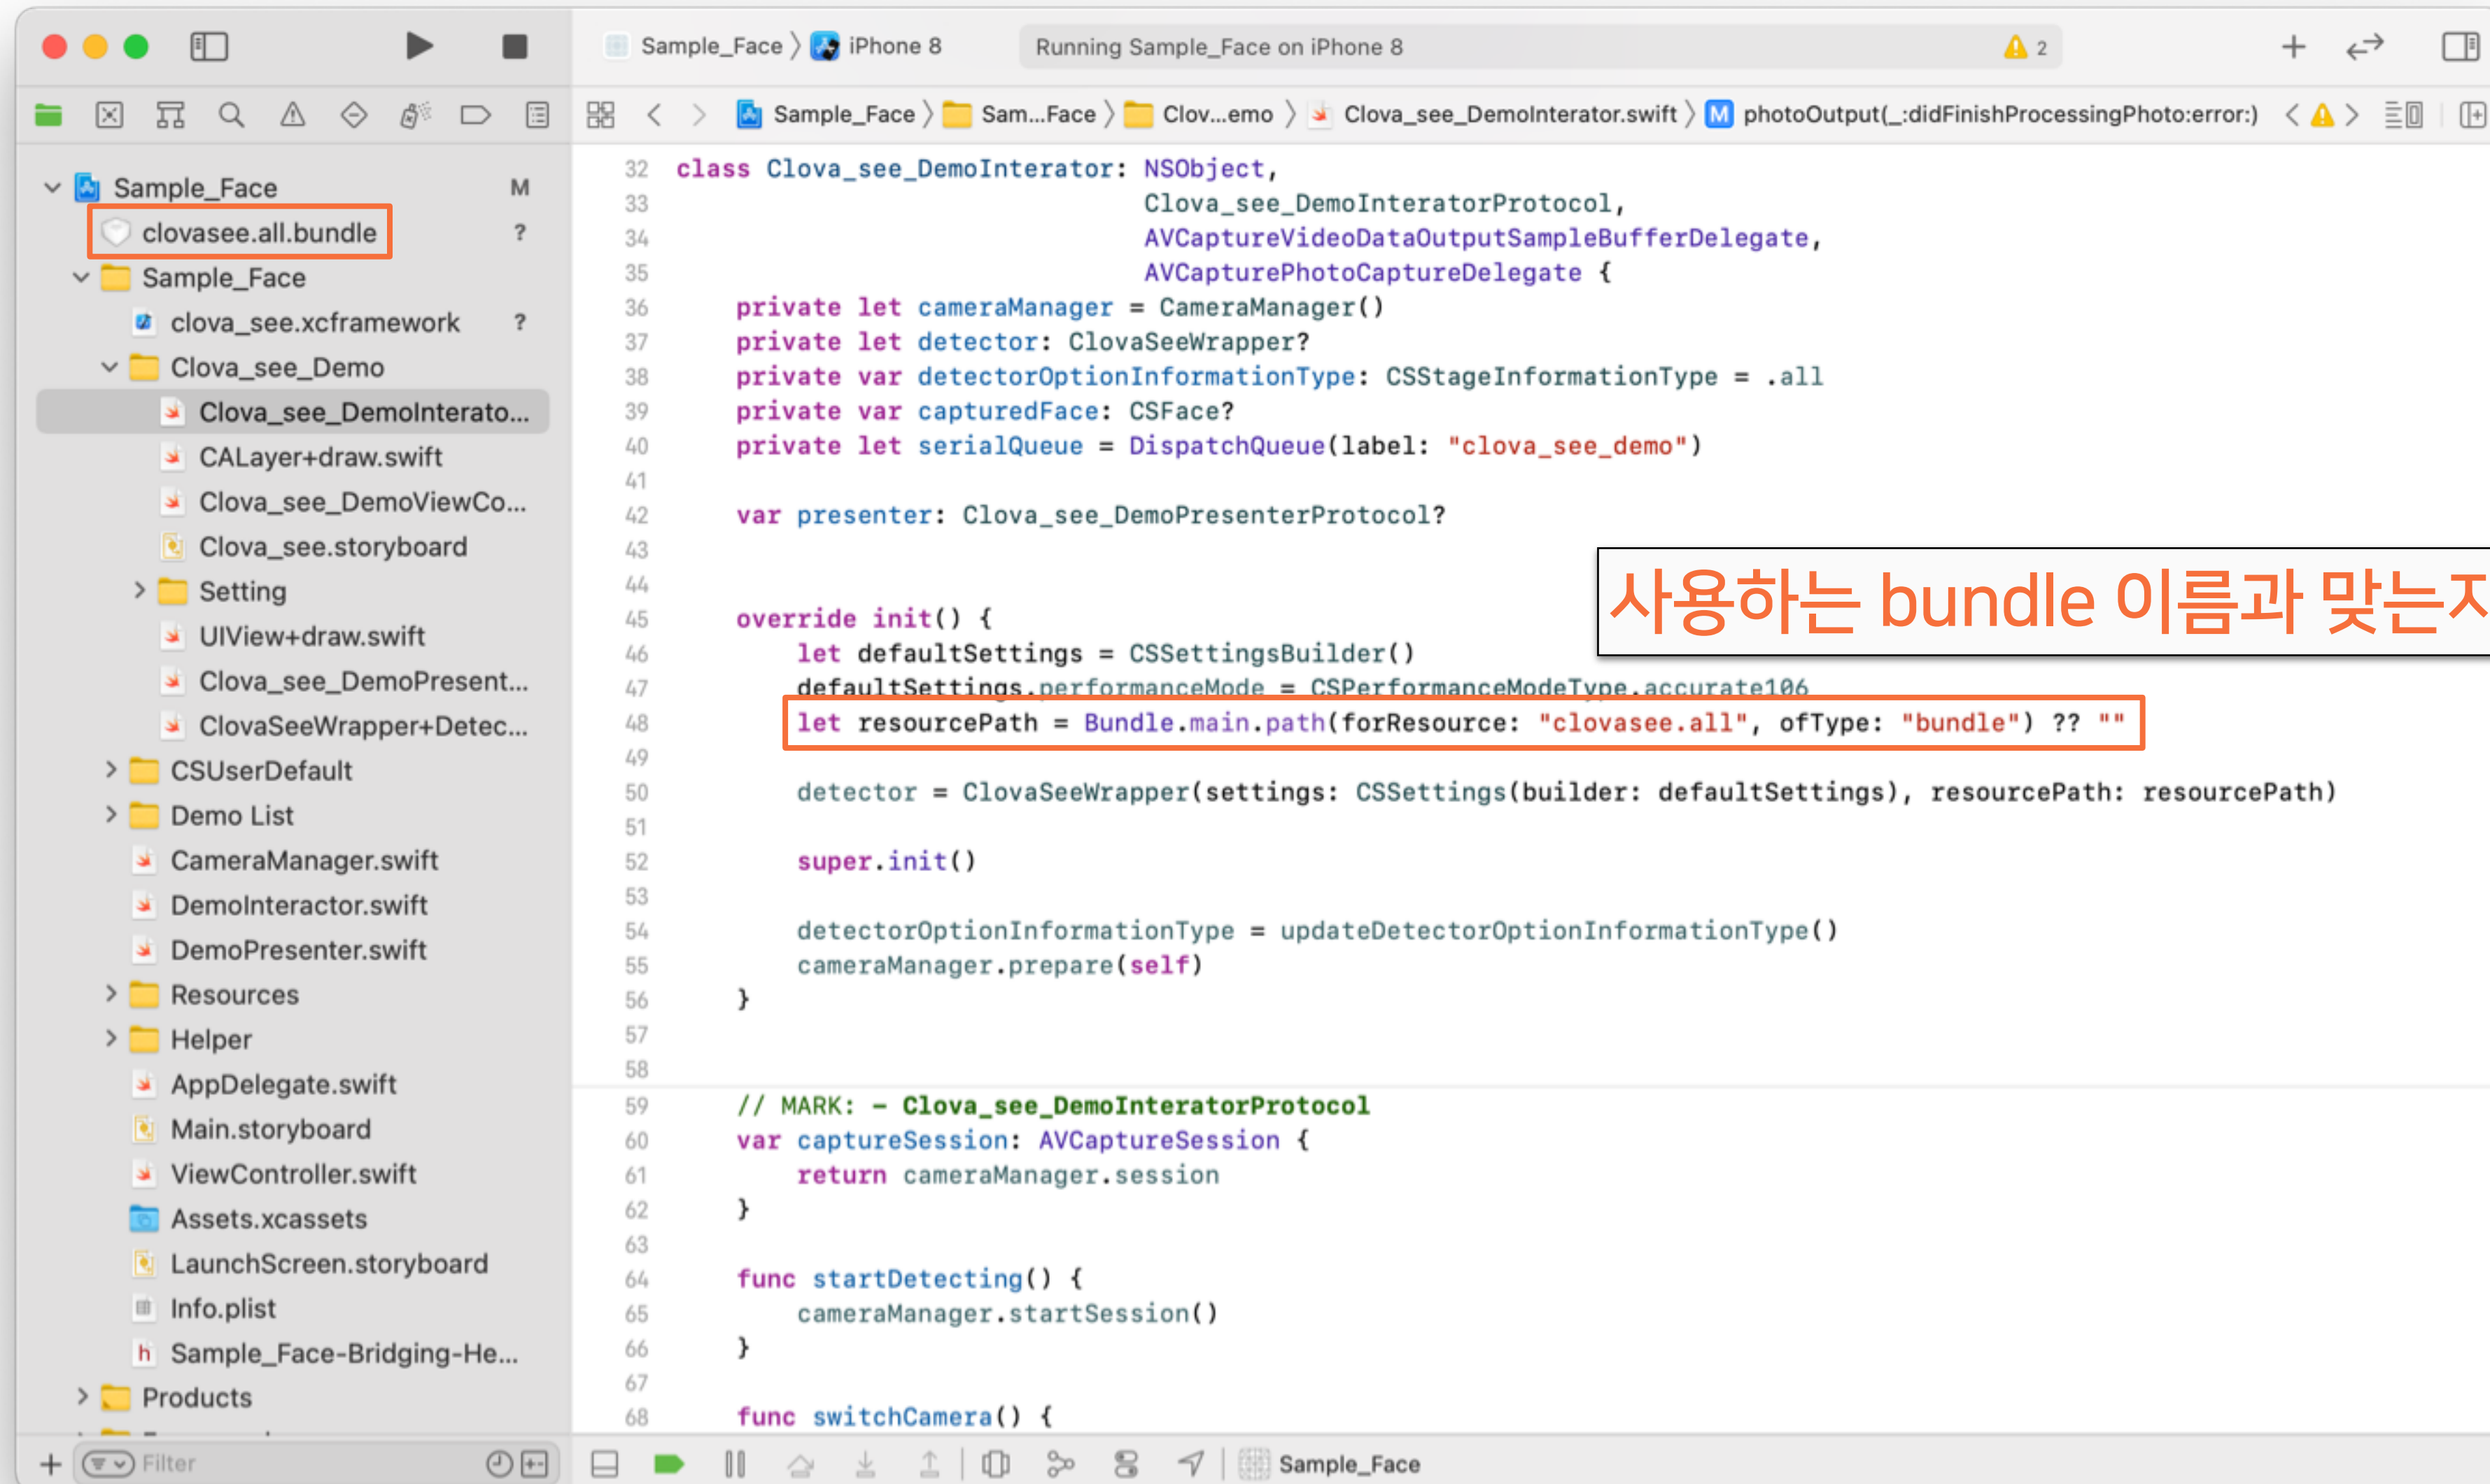 Sample_Face 〉 iPhone 8 Running Sample_Face on iPhone 8 2
Sample_Face 〉 Sam...Face 〉 Clov...emo 〉 Clova_see_DemoInterator.swift 〉 M photoOutput(_:didFinishProcessingPhoto:error:)
Sample_Face M
clovasee.all.bundle ?
Sample_Face
clova_see.xcframework ?
Clova_see_Demo
Clova_see_DemoInterato...
CALayer+draw.swift
Clova_see_DemoViewCo...
Clova_see.storyboard
Setting
UIView+draw.swift
Clova_see_DemoPresent...
ClovaSeeWrapper+Detec...
CSUserDefault
Demo List
CameraManager.swift
DemoInteractor.swift
DemoPresenter.swift
Resources
Helper
AppDelegate.swift
Main.storyboard
ViewController.swift
Assets.xcassets
LaunchScreen.storyboard
Info.plist
h Sample_Face-Bridging-He...
Products
Filter
32 class Clova_see_DemoInterator: NSObject,
33 Clova_see_DemoInteratorProtocol,
34 AVCaptureVideoDataOutputSampleBufferDelegate,
35 AVCapturePhotoCaptureDelegate {
36 private let cameraManager = CameraManager()
37 private let detector: ClovaSeeWrapper?
38 private var detectorOptionInformationType: CSStageInformationType = .all
39 private var capturedFace: CSFace?
40 private let serialQueue = DispatchQueue(label: "clova_see_demo")
41
42 var presenter: Clova_see_DemoPresenterProtocol?
43
44
사용하는 bundle 이름과 맞는지
45 override init() {
46 let defaultSettings = CSSettingsBuilder()
47 defaultSettings.performanceMode = CSPerformanceModeType.accurate106
48 let resourcePath = Bundle.main.path(forResource: "clovasee.all", ofType: "bundle") ?? ""
49
50 detector = ClovaSeeWrapper(settings: CSSettings(builder: defaultSettings), resourcePath: resourcePath)
51
52 super.init()
53
54 detectorOptionInformationType = updateDetectorOptionInformationType()
55 cameraManager.prepare(self)
56 }
57
58
59 // MARK: – Clova_see_DemoInteratorProtocol
60 var captureSession: AVCaptureSession {
61 return cameraManager.session
62 }
63
64 func startDetecting() {
65 cameraManager.startSession()
66 }
67
68 func switchCamera() {
Sample_Face